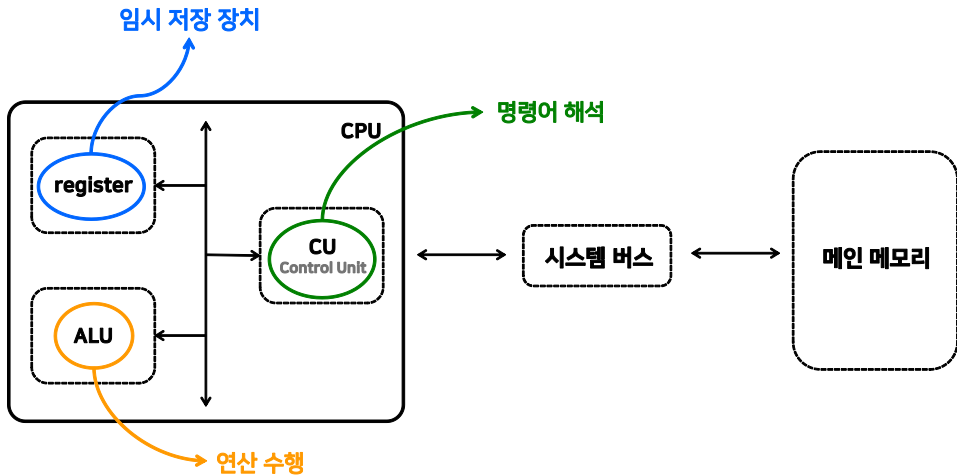 임시 저장 장치
CPU
명령어 해석
register
CU
Control Unit
시스템 버스
메인 메모리
ALU
연산 수행